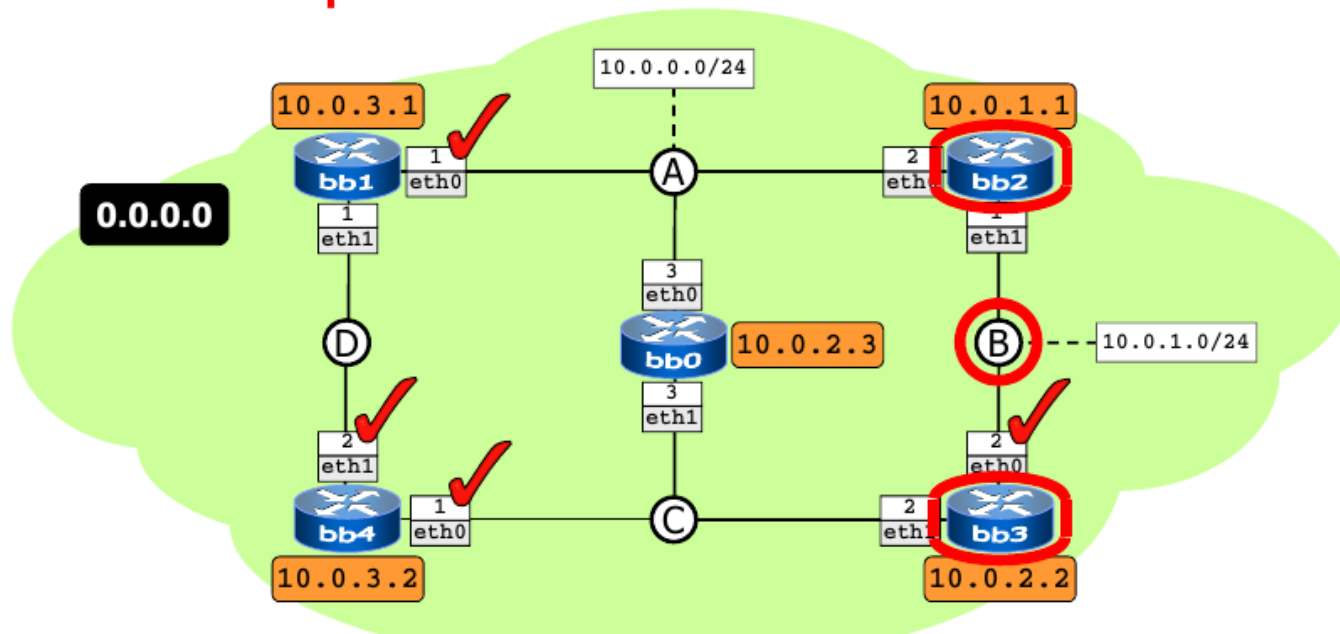 10.0.0.0/24
10.0.3.1
10.0.1.1
1
eth0
A
2
bb1
bb2
0.0.0.0
1
eth1
1
eth1
3
eth0
D
bb0
10.0.2.3
B
10.0.1.0/24
3
eth1
2
eth1
2
eth0
bb4
1
eth0
C
2
bb3
10.0.3.2
10.0.2.2